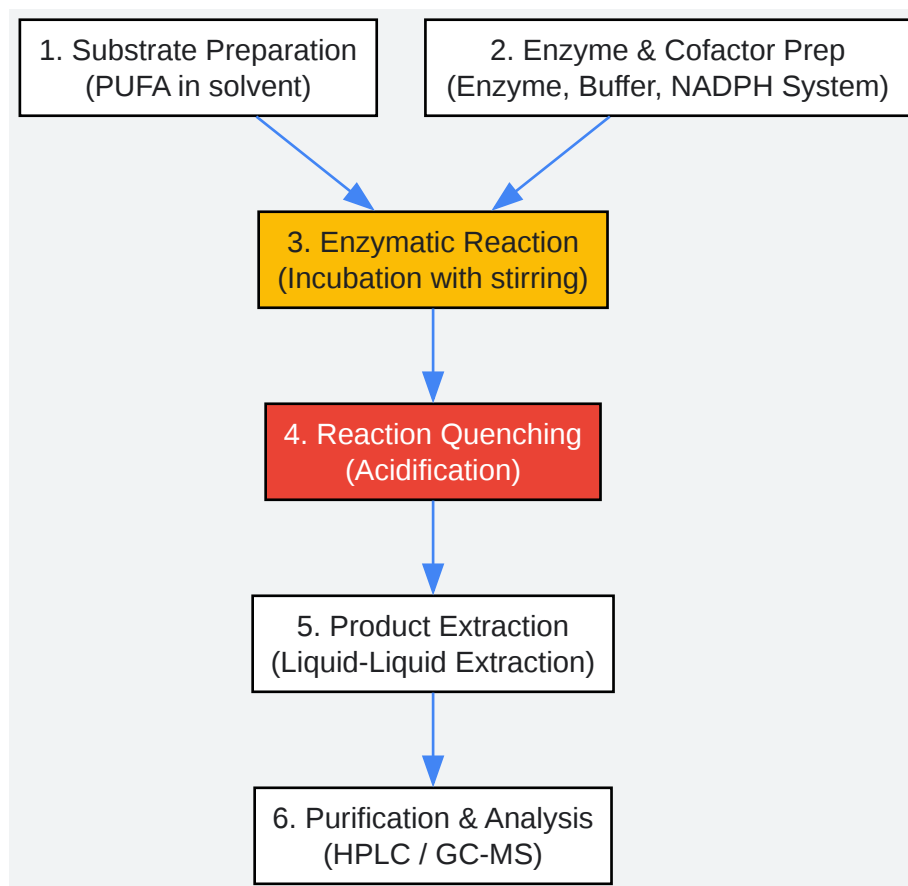 1. Substrate Preparation
(PUFA in solvent)
2. Enzyme & Cofactor Prep
(Enzyme, Buffer, NADPH System)
3. Enzymatic Reaction
(Incubation with stirring)
4. Reaction Quenching
(Acidification)
5. Product Extraction
(Liquid-Liquid Extraction)
6. Purification & Analysis
(HPLC / GC-MS)